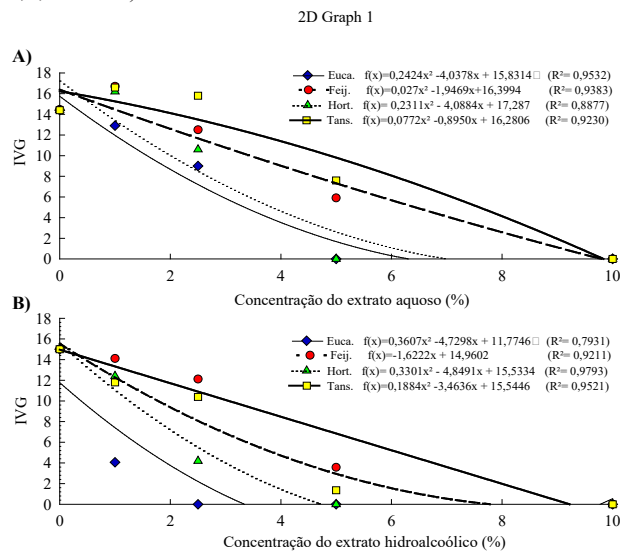 2D Graph 1
A)
Euca. f(x)=0,2424x² -4,0378x + 15,8314□ (R²= 0,9532)
Feij. f(x)=0,027x² -1,9469x+16,3994 (R²= 0,9383)
Hort. f(x)= 0,2311x² - 4,0884x + 17,287 (R²= 0,8877)
Tans. f(x)=0,0772x² -0,8950x + 16,2806 (R²= 0,9230)
IVG
18
16
14
12
10
8
6
4
2
0
0 2 4 6 8 10
Concentração do extrato aquoso (%)
B)
Euca. f(x)=0,3607x² -4,7298x + 11,7746□ (R²= 0,7931)
Feij. f(x)=-1,6222x + 14,9602 (R²= 0,9211)
Hort. f(x)= 0,3301x² - 4,8491x + 15,5334 (R²= 0,9793)
Tans. f(x)=0,1884x² -3,4636x + 15,5446 (R²= 0,9521)
IVG
18
16
14
12
10
8
6
4
2
0
0 2 4 6 8 10
Concentração do extrato hidroalcoólico (%)